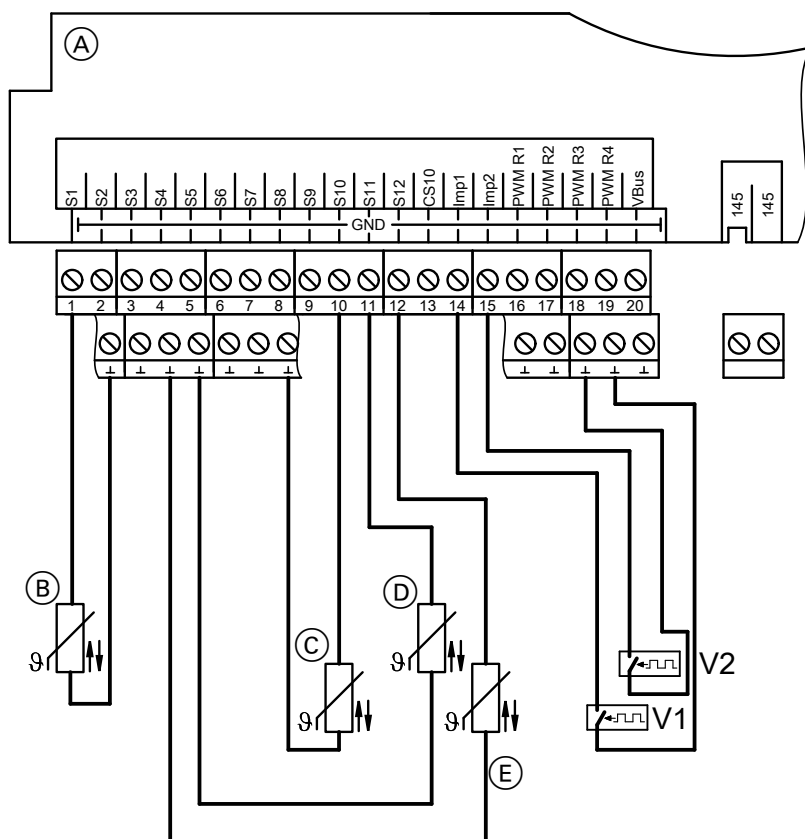 A
S1 S2 S3 S4 S5 S6 S7 S8 S9 S10 S11 S12 CS10 Imp1 Imp2 PWM R1 PWM R2 PWM R3 PWM R4 VBus
145 145
GND
1 2 3 4 5 6 7 8 9 10 11 12 13 14 15 16 17 18 19 20
B
ϑ
C
ϑ
D
ϑ
E
ϑ
V2
V1